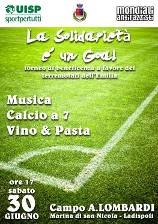 UISP
sportpertutti
MONDIALI
ANTIRAZZISTI
La Solidarietà
è un Goal
torneo di beneficenza a favore dei
terremotati dell'Emilia
Musica
Calcio a 7
Vino & Pasta
ore 17
sabato 30
GIUGNO
Campo A.LOMBARDI
Martina di san Nicola - Ladispoli